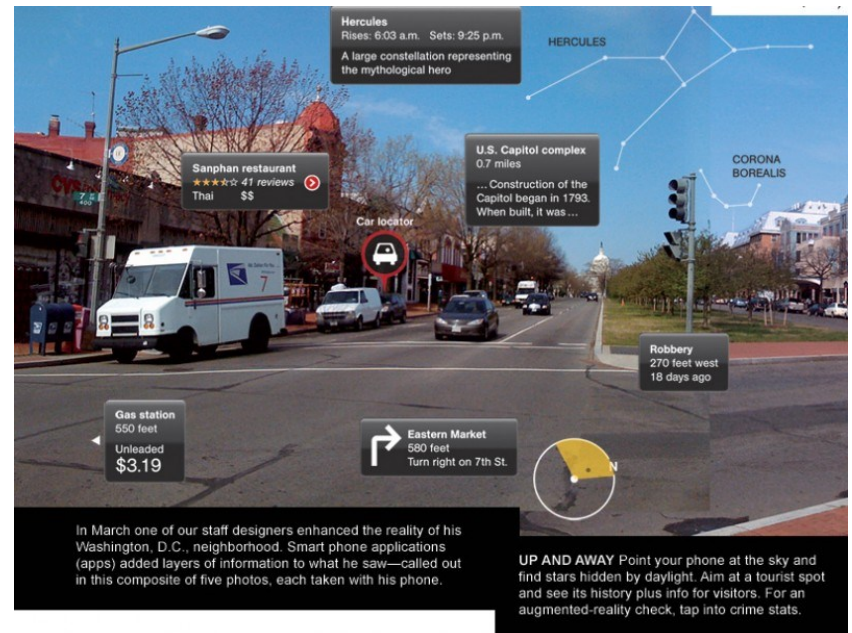 Hercules
Rises: 6:03 a.m. Sets: 9:25 p.m.
A large constellation representing
the mythological hero
HERCULES
U.S. Capitol complex
0.7 miles
... Construction of the
Capitol began in 1793.
When built, it was ...
CORONA
BOREALIS
Sanphan restaurant
41 reviews
Thai $$
CVS
7
400
Car locator
7
Robbery
270 feet west
18 days ago
Gas station
550 feet
Unleaded
$3.19
Eastern Market
580 feet
Turn right on 7th St.
N
In March one of our staff designers enhanced the reality of his
Washington, D.C., neighborhood. Smart phone applications
(apps) added layers of information to what he saw—called out
in this composite of five photos, each taken with his phone.
UP AND AWAY Point your phone at the sky and
find stars hidden by daylight. Aim at a tourist spot
and see its history plus info for visitors. For an
augmented-reality check, tap into crime stats.